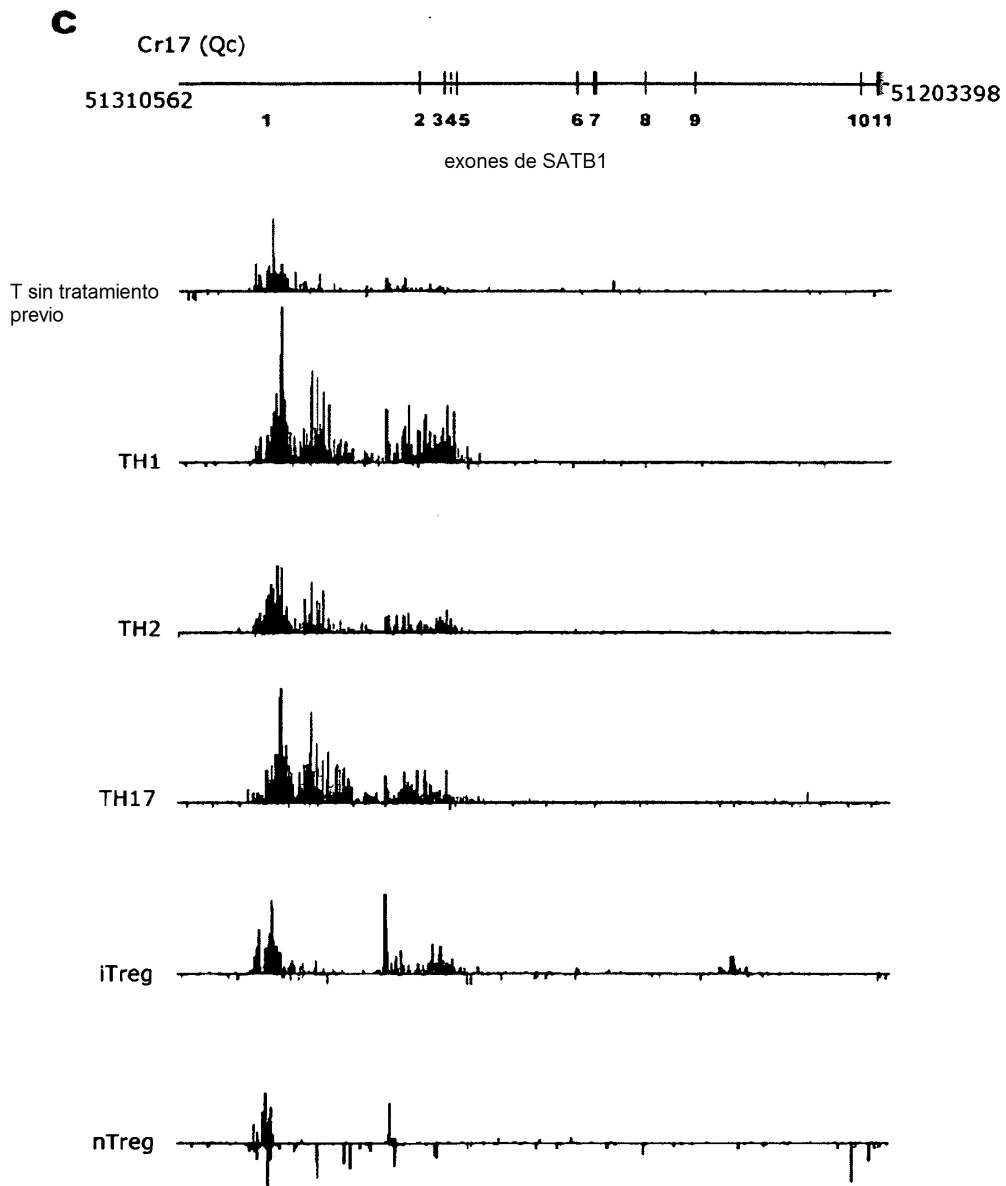 C
Cr17 (Qc)
51310562
51203398
1 2 3 4 5 6 7 8 9 10 11
exones de SATB1
T sin tratamiento
previo
TH1
TH2
TH17
iTreg
nTreg